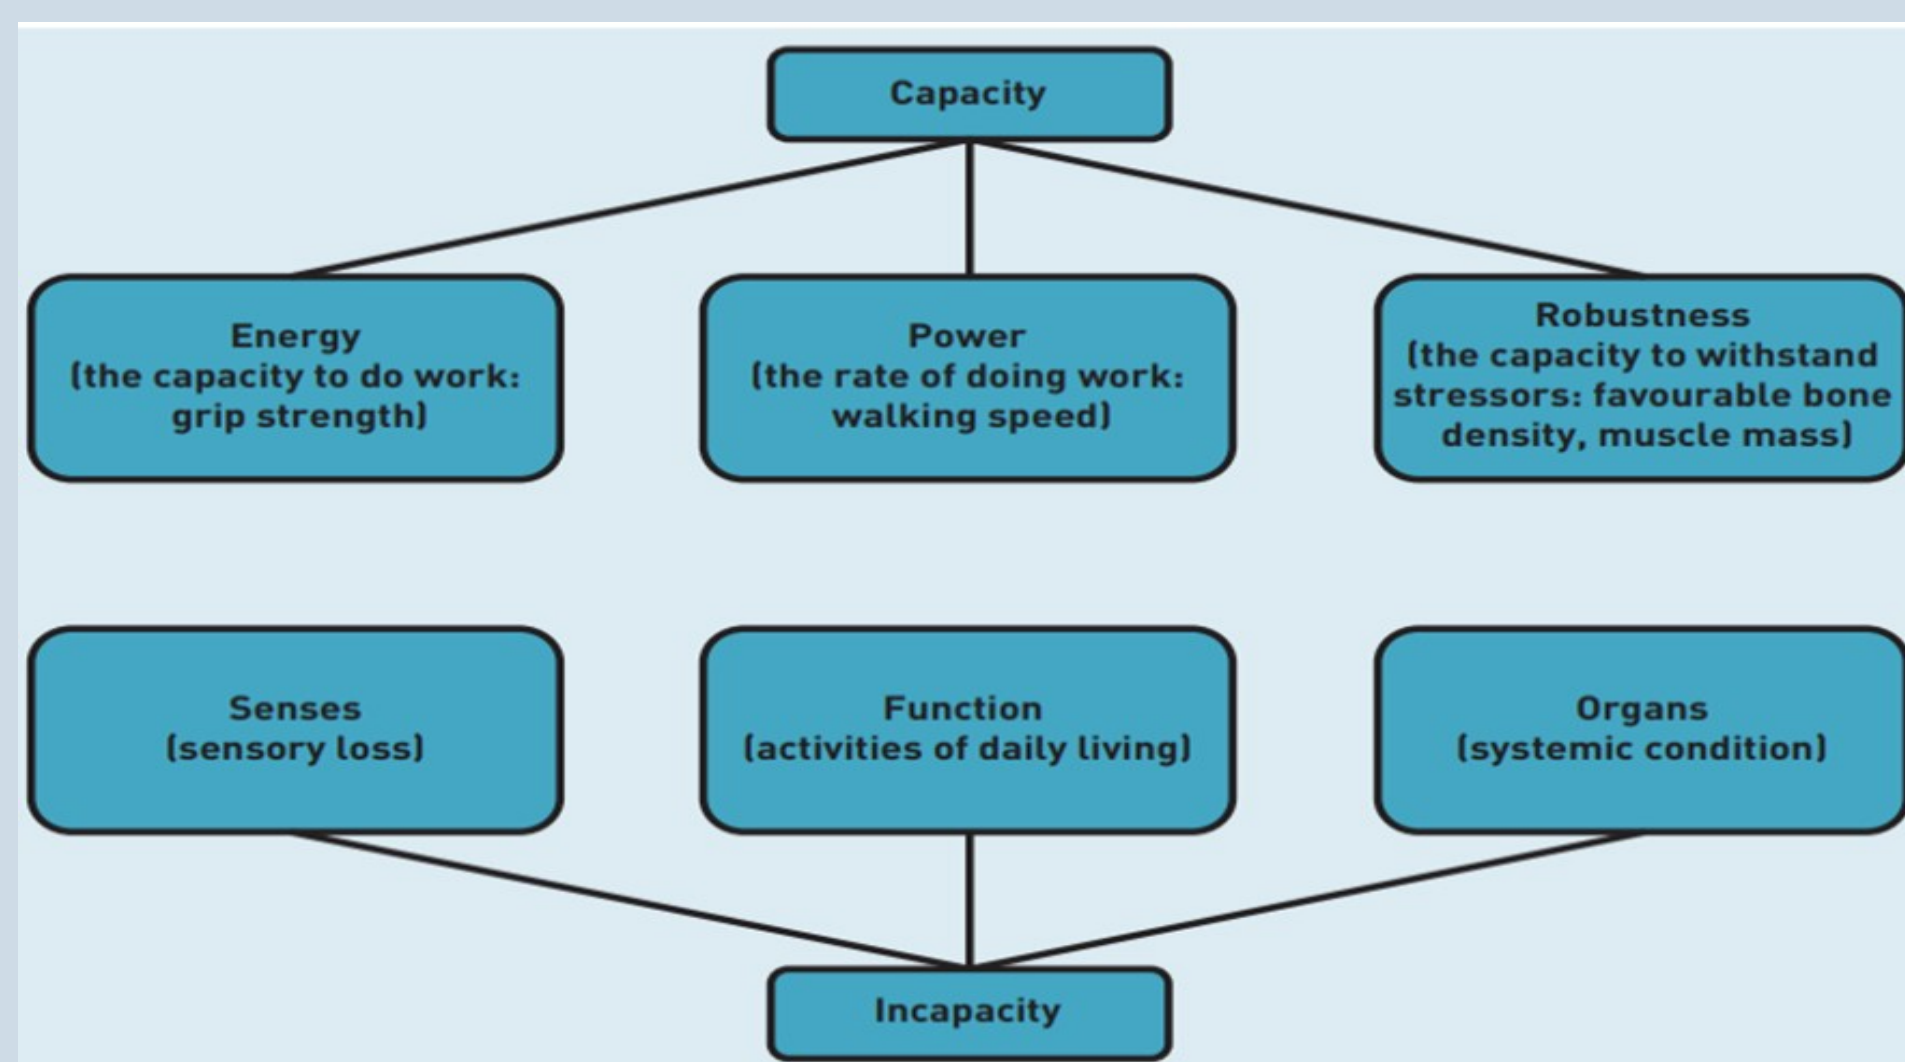 Capacity
Energy
(the capacity to do work:
grip strength)
Power
(the rate of doing work:
walking speed)
Robustness
(the capacity to withstand
stressors: favourable bone
density, muscle mass)
Senses
(sensory loss)
Function
(activities of daily living)
Organs
(systemic condition)
Incapacity